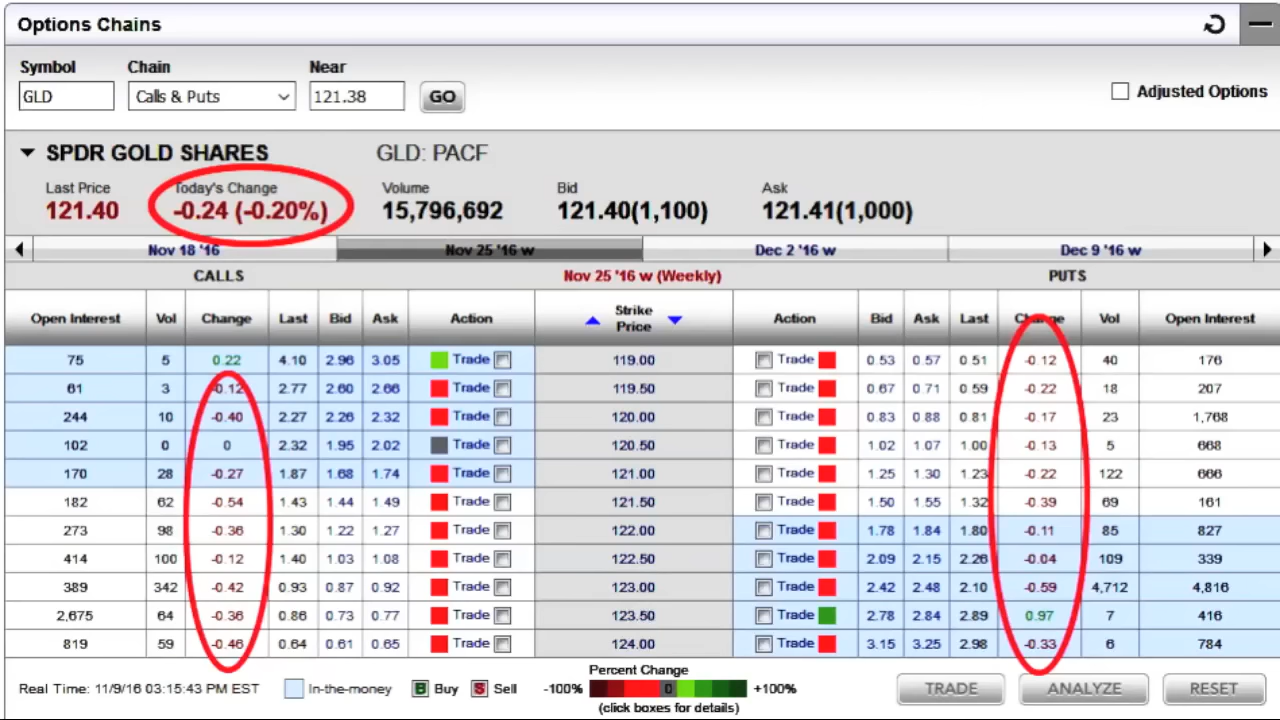 Options Chains
Symbol Chain Near
GLD Calls & Puts 121.38 GO Adjusted Options
SPDR GOLD SHARES GLD: PACF
Last Price Today's Change Volume Bid Ask
121.40 -0.24 (-0.20%) 15,796,692 121.40(1,100) 121.41(1,000)
Nov 18 '16 Nov 25 '16 w Dec 2 '16 w Dec 9 '16 w
CALLS Nov 25 '16 w (Weekly) PUTS
Open Interest Vol Change Last Bid Ask Action Strike Price Action Bid Ask Last Change Vol Open Interest
75 5 0.22 4.10 2.96 3.05 Trade 119.00 Trade 0.53 0.57 0.51 -0.12 40 176
61 3 -0.12 2.77 2.60 2.66 Trade 119.50 Trade 0.67 0.71 0.59 -0.22 18 207
244 10 -0.40 2.27 2.26 2.32 Trade 120.00 Trade 0.83 0.88 0.81 -0.17 23 1,768
102 0 0 2.32 1.95 2.02 Trade 120.50 Trade 1.02 1.07 1.00 -0.13 5 668
170 28 -0.27 1.87 1.68 1.74 Trade 121.00 Trade 1.25 1.30 1.23 -0.22 122 666
182 62 -0.54 1.43 1.44 1.49 Trade 121.50 Trade 1.50 1.55 1.32 -0.39 69 161
273 98 -0.36 1.30 1.22 1.27 Trade 122.00 Trade 1.78 1.84 1.80 -0.11 85 827
414 100 -0.12 1.40 1.03 1.08 Trade 122.50 Trade 2.09 2.15 2.26 -0.04 109 339
389 342 -0.42 0.93 0.87 0.92 Trade 123.00 Trade 2.42 2.48 2.10 -0.59 4,712 4,816
2,675 64 -0.36 0.86 0.73 0.77 Trade 123.50 Trade 2.78 2.84 2.89 0.97 7 416
819 59 -0.46 0.64 0.61 0.65 Trade 124.00 Trade 3.15 3.25 2.98 -0.33 6 784
Percent Change
Real Time: 11/9/16 03:15:43 PM EST In-the-money B Buy S Sell -100% 0 +100% TRADE ANALYZE RESET
(click boxes for details)